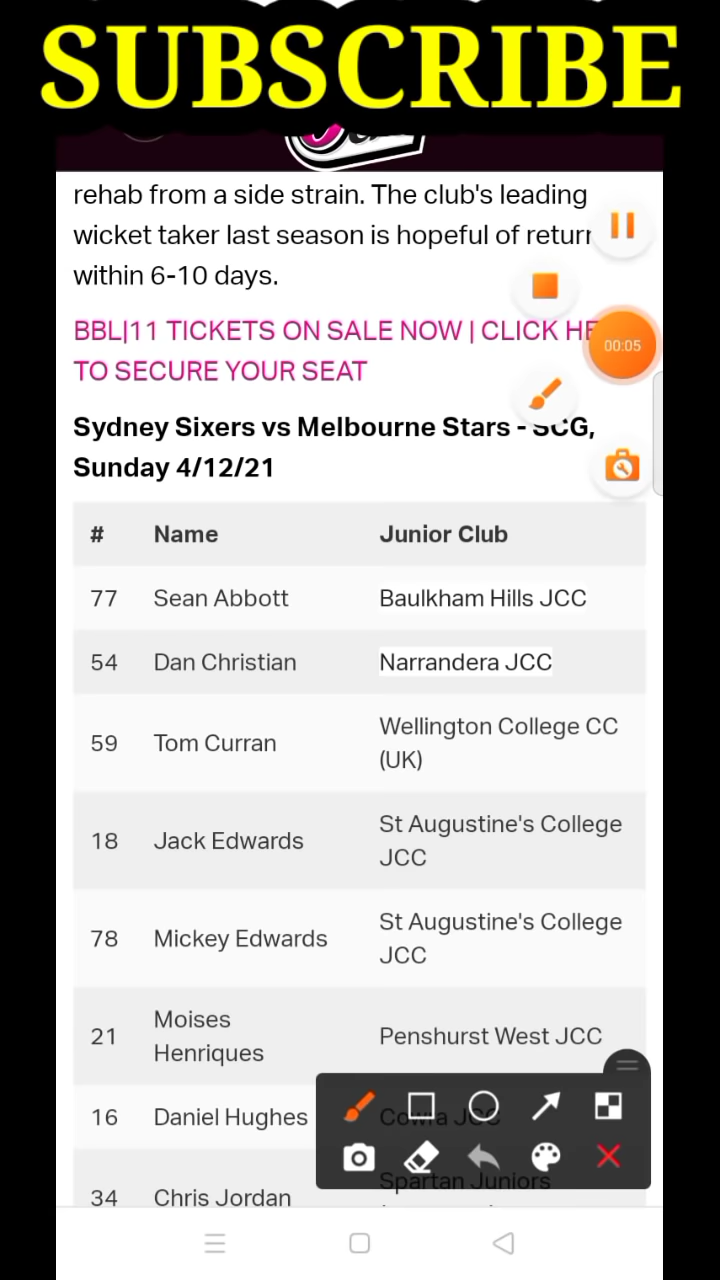 SUBSCRIBE
rehab from a side strain. The club's leading
wicket taker last season is hopeful of return
within 6-10 days.
BBL|11 TICKETS ON SALE NOW | CLICK HE
00:05
TO SECURE YOUR SEAT
Sydney Sixers vs Melbourne Stars - SCG,
Sunday 4/12/21
# Name Junior Club
77 Sean Abbott Baulkham Hills JCC
54 Dan Christian Narrandera JCC
59 Tom Curran Wellington College CC
(UK)
18 Jack Edwards St Augustine's College
JCC
78 Mickey Edwards St Augustine's College
JCC
21 Moises
Henriques Penshurst West JCC
16 Daniel Hughes Cowra JCC
34 Chris Jordan Spartan Juniors